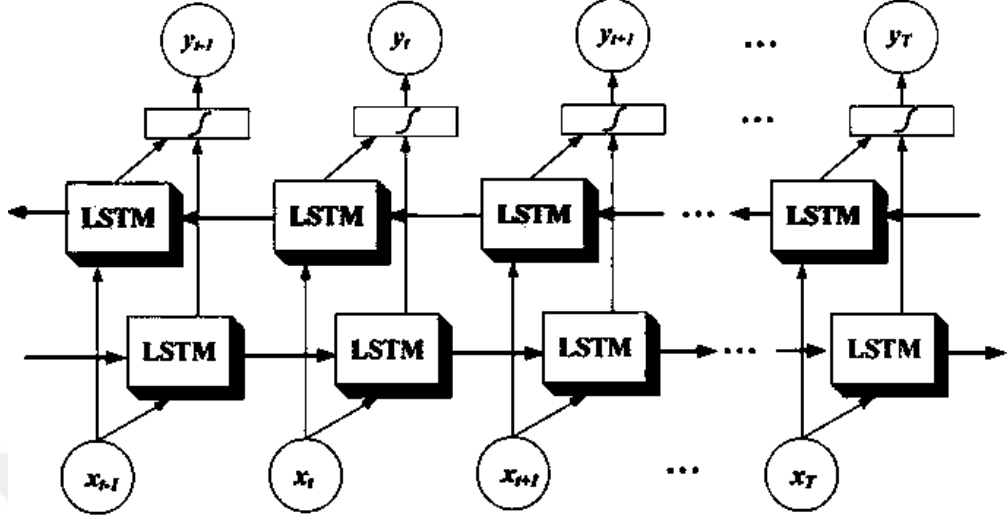 y_{t-1} y_t y_{t+1} ... y_T
∫ ∫ ∫ ... ∫
LSTM LSTM LSTM ... LSTM
LSTM LSTM LSTM ... LSTM
x_{t-1} x_t x_{t+1} ... x_T